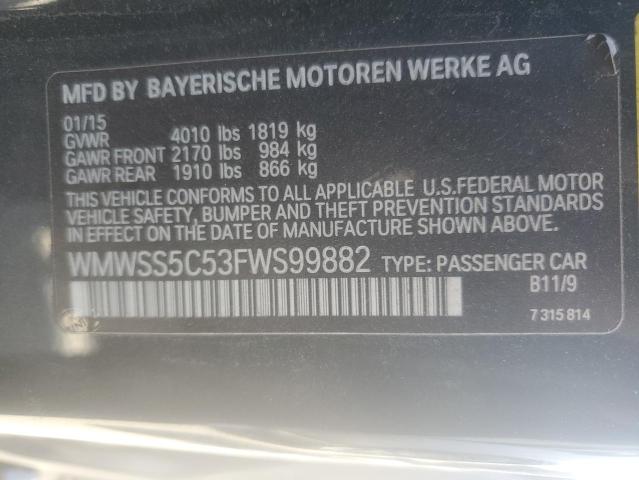 MFD BY BAYERISCHE MOTOREN WERKE AG
01/15
GVWR 4010 lbs 1819 kg
GAWR FRONT 2170 lbs 984 kg
GAWR REAR 1910 lbs 866 kg
THIS VEHICLE CONFORMS TO ALL APPLICABLE U.S.FEDERAL MOTOR
VEHICLE SAFETY, BUMPER AND THEFT PREVENTION STANDARDS
IN EFFECT ON THE DATE OF MANUFACTURE SHOWN ABOVE.
WMWSS5C53FWS99882 TYPE: PASSENGER CAR
B11/9
7 315 814